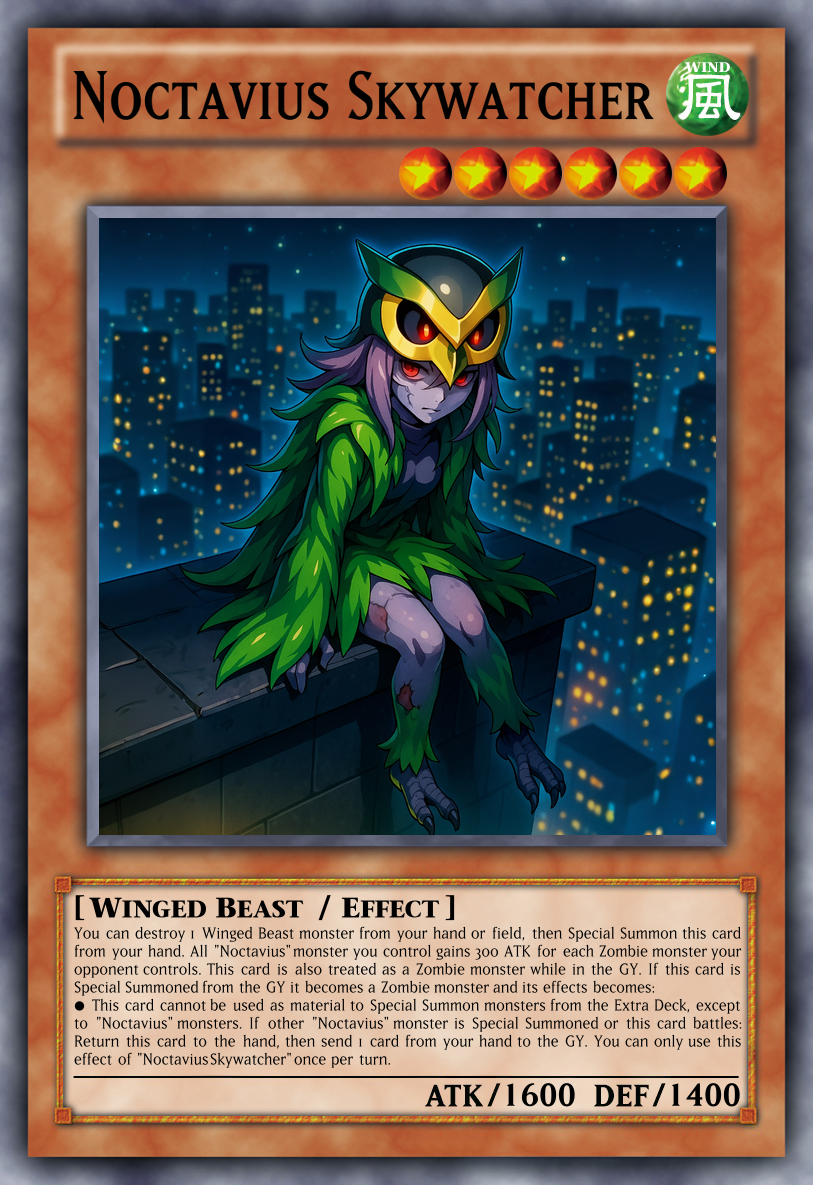 Noctavius Skywatcher
WIND
風
[ Winged Beast / Effect ]
You can destroy 1 Winged Beast monster from your hand or field, then Special Summon this card
from your hand. All "Noctavius" monster you control gains 300 ATK for each Zombie monster your
opponent controls. This card is also treated as a Zombie monster while in the GY. If this card is
Special Summoned from the GY it becomes a Zombie monster and its effects becomes:
● This card cannot be used as material to Special Summon monsters from the Extra Deck, except
to "Noctavius" monsters. If other "Noctavius" monster is Special Summoned or this card battles:
Return this card to the hand, then send 1 card from your hand to the GY. You can only use this
effect of "Noctavius Skywatcher" once per turn.
ATK/1600 DEF/1400